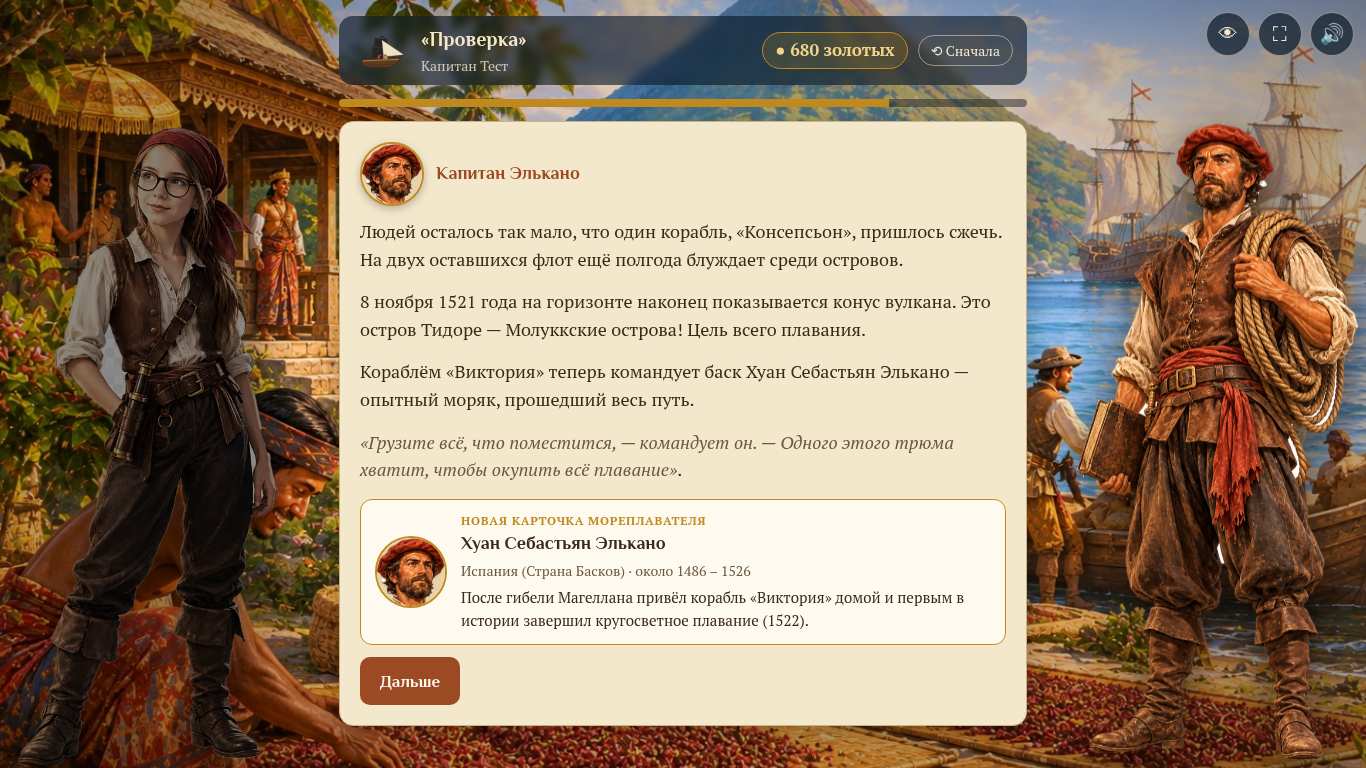 «Проверка»
Капитан Тест
● 680 золотых
⟲ Сначала
Капитан Элькано
Людей осталось так мало, что один корабль, «Консепсьон», пришлось сжечь.
На двух оставшихся флот ещё полгода блуждает среди островов.
8 ноября 1521 года на горизонте наконец показывается конус вулкана. Это
остров Тидоре — Молуккские острова! Цель всего плавания.
Кораблём «Виктория» теперь командует баск Хуан Себастьян Элькано —
опытный моряк, прошедший весь путь.
«Грузите всё, что поместится, — командует он. — Одного этого трюма
хватит, чтобы окупить всё плавание».
НОВАЯ КАРТОЧКА МОРЕПЛАВАТЕЛЯ
Хуан Себастьян Элькано
Испания (Страна Басков) · около 1486 – 1526
После гибели Магеллана привёл корабль «Виктория» домой и первым в
истории завершил кругосветное плавание (1522).
Дальше